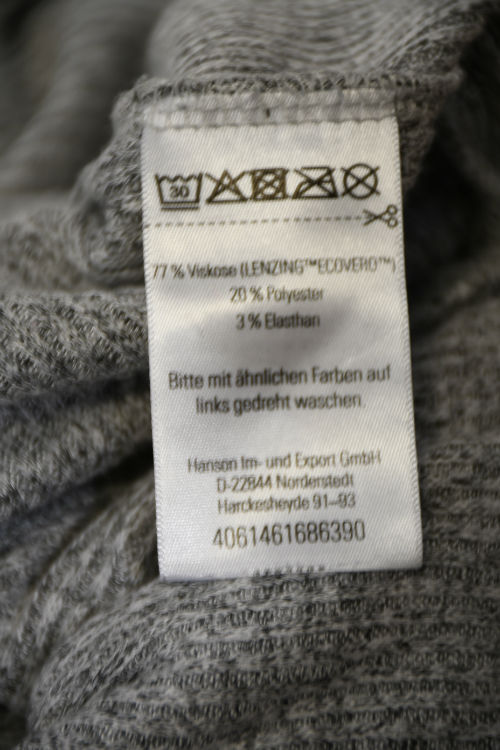 30
77 % Viskose (LENZING™ECOVERO™)
20 % Polyester
3 % Elasthan
Bitte mit ähnlichen Farben auf
links gedreht waschen.
Hanson Im- und Export GmbH
D-22844 Norderstedt
Harckesheyde 91–93
4061461686390